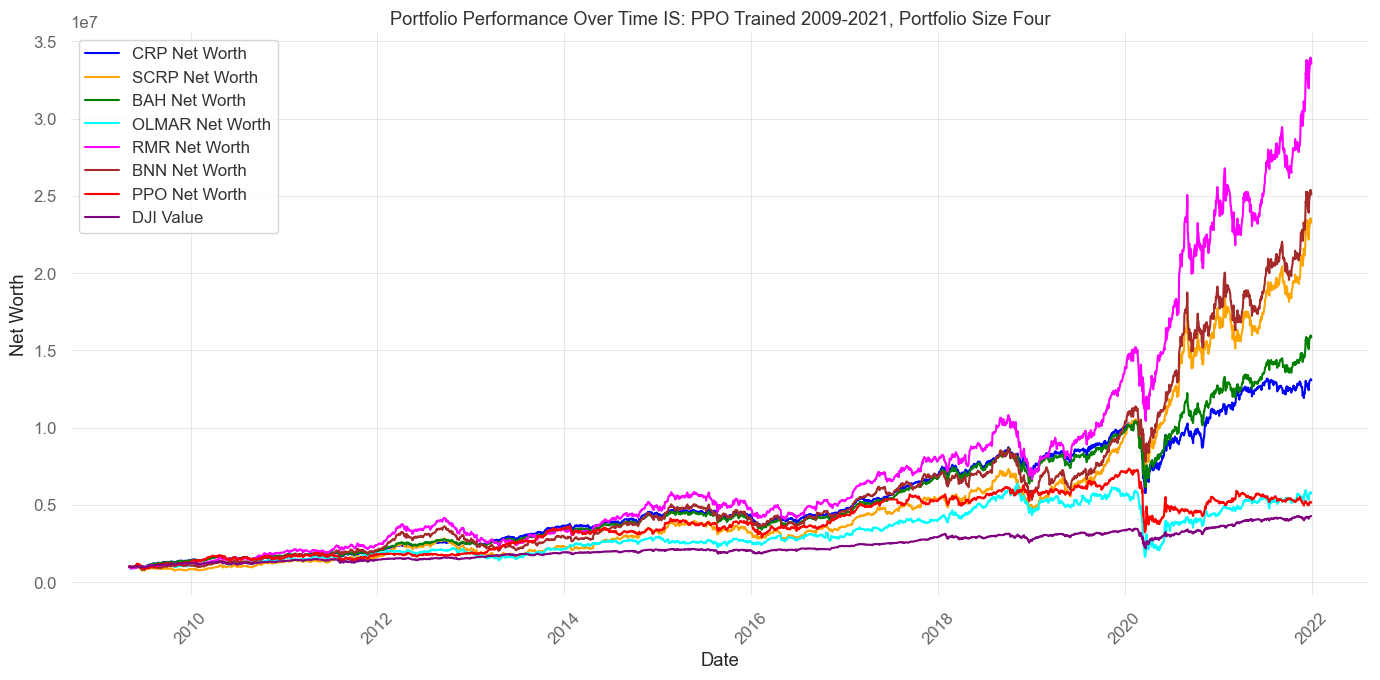 Portfolio Performance Over Time IS: PPO Trained 2009-2021, Portfolio Size Four
1e7
3.5
3.0
2.5
2.0
1.5
1.0
0.5
0.0
Net Worth
CRP Net Worth
SCRP Net Worth
BAH Net Worth
OLMAR Net Worth
RMR Net Worth
BNN Net Worth
PPO Net Worth
DJI Value
2010
2012
2014
2016
2018
2020
2022
Date